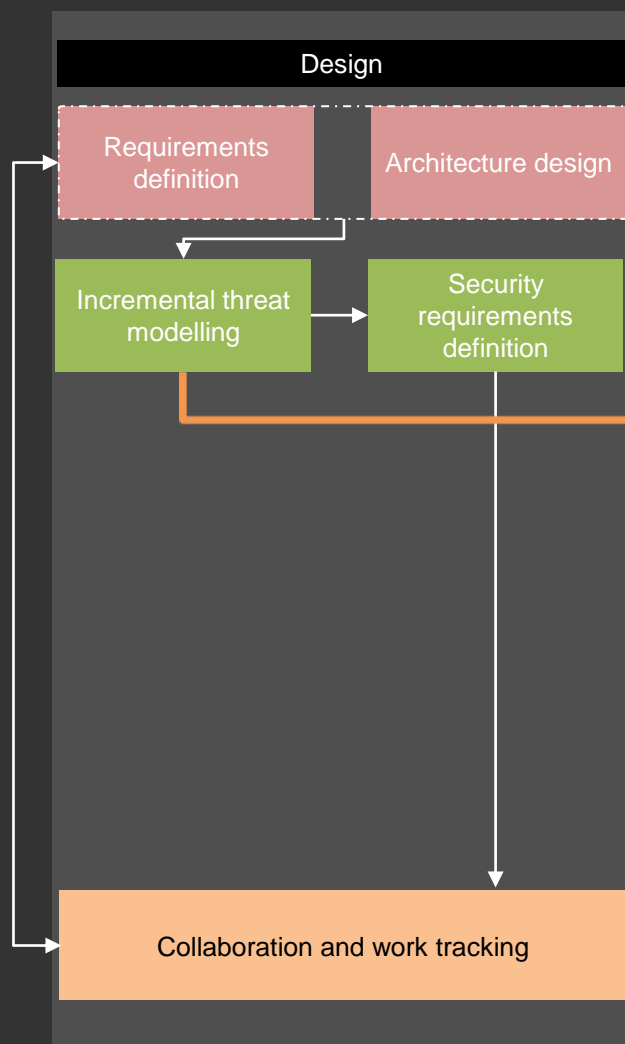 Design
Requirements
definition
Architecture design
Incremental threat
modelling
Security
requirements
definition
Collaboration and work tracking